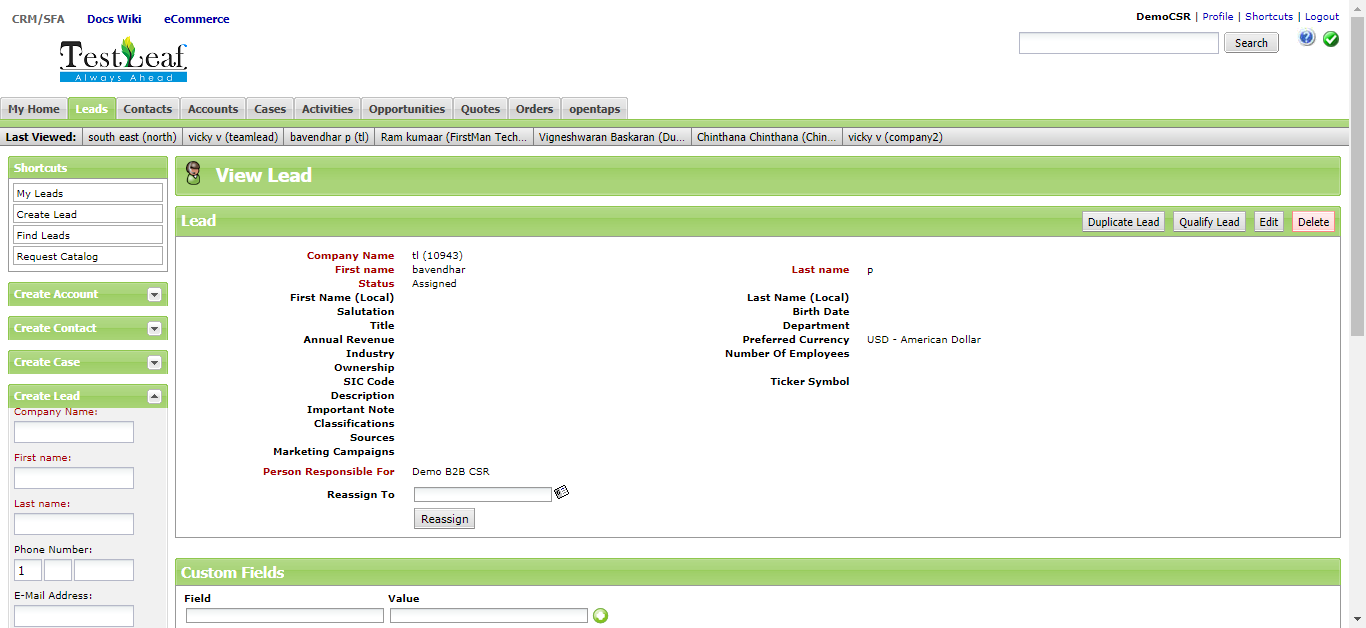 CRM/SFA Docs Wiki eCommerce
DemoCSR | Profile | Shortcuts | Logout
TestLeaf
Always Ahead
Search
My Home Leads Contacts Accounts Cases Activities Opportunities Quotes Orders opentaps
Last Viewed: south east (north) vicky v (teamlead) bavendhar p (tl) Ram kumaar (FirstMan Tech... Vigneshwaran Baskaran (Du... Chinthana Chinthana (Chin... vicky v (company2)
Shortcuts
My Leads
Create Lead
Find Leads
Request Catalog
Create Account
Create Contact
Create Case
Create Lead
Company Name:
First name:
Last name:
Phone Number:
1
E-Mail Address:
View Lead
Lead
Duplicate Lead Qualify Lead Edit Delete
Company Name tl (10943)
First name bavendhar Last name p
Status Assigned
First Name (Local) Last Name (Local)
Salutation Birth Date
Title Department
Annual Revenue Preferred Currency USD - American Dollar
Industry Number Of Employees
Ownership
SIC Code Ticker Symbol
Description
Important Note
Classifications
Sources
Marketing Campaigns
Person Responsible For Demo B2B CSR
Reassign To
Reassign
Custom Fields
Field Value